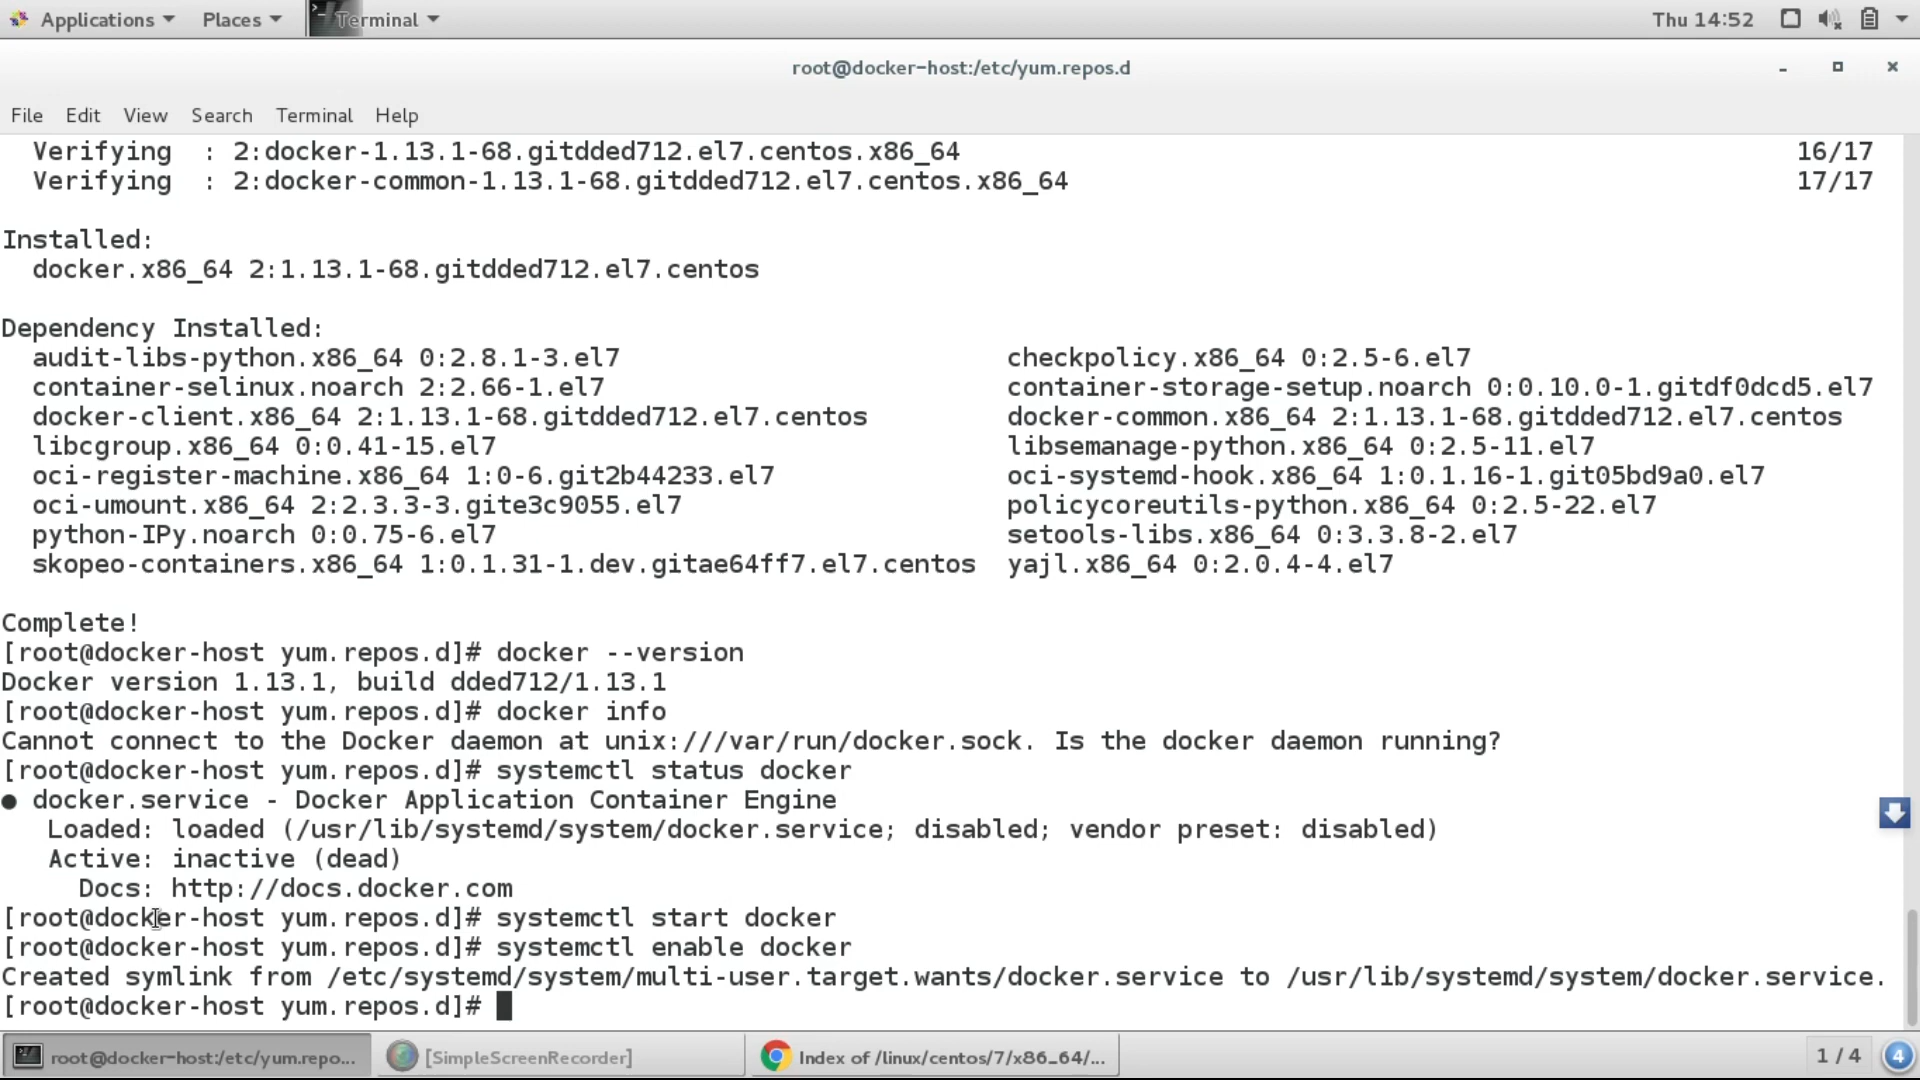 Applications Places Terminal Thu 14:52
root@docker-host:/etc/yum.repos.d
File Edit View Search Terminal Help
Verifying : 2:docker-1.13.1-68.gitdded712.el7.centos.x86_64 16/17
Verifying : 2:docker-common-1.13.1-68.gitdded712.el7.centos.x86_64 17/17
Installed:
docker.x86_64 2:1.13.1-68.gitdded712.el7.centos
Dependency Installed:
audit-libs-python.x86_64 0:2.8.1-3.el7 checkpolicy.x86_64 0:2.5-6.el7
container-selinux.noarch 2:2.66-1.el7 container-storage-setup.noarch 0:0.10.0-1.gitdf0dcd5.el7
docker-client.x86_64 2:1.13.1-68.gitdded712.el7.centos docker-common.x86_64 2:1.13.1-68.gitdded712.el7.centos
libcgroup.x86_64 0:0.41-15.el7 libsemanage-python.x86_64 0:2.5-11.el7
oci-register-machine.x86_64 1:0-6.git2b44233.el7 oci-systemd-hook.x86_64 1:0.1.16-1.git05bd9a0.el7
oci-umount.x86_64 2:2.3.3-3.gite3c9055.el7 policycoreutils-python.x86_64 0:2.5-22.el7
python-IPy.noarch 0:0.75-6.el7 setools-libs.x86_64 0:3.3.8-2.el7
skopeo-containers.x86_64 1:0.1.31-1.dev.gitae64ff7.el7.centos yajl.x86_64 0:2.0.4-4.el7
Complete!
[root@docker-host yum.repos.d]# docker --version
Docker version 1.13.1, build dded712/1.13.1
[root@docker-host yum.repos.d]# docker info
Cannot connect to the Docker daemon at unix:///var/run/docker.sock. Is the docker daemon running?
[root@docker-host yum.repos.d]# systemctl status docker
● docker.service - Docker Application Container Engine
Loaded: loaded (/usr/lib/systemd/system/docker.service; disabled; vendor preset: disabled)
Active: inactive (dead)
Docs: http://docs.docker.com
[root@docker-host yum.repos.d]# systemctl start docker
[root@docker-host yum.repos.d]# systemctl enable docker
Created symlink from /etc/systemd/system/multi-user.target.wants/docker.service to /usr/lib/systemd/system/docker.service.
[root@docker-host yum.repos.d]#
root@docker-host:/etc/yum.repo... [SimpleScreenRecorder] Index of /linux/centos/7/x86_64/... 1 / 4 4